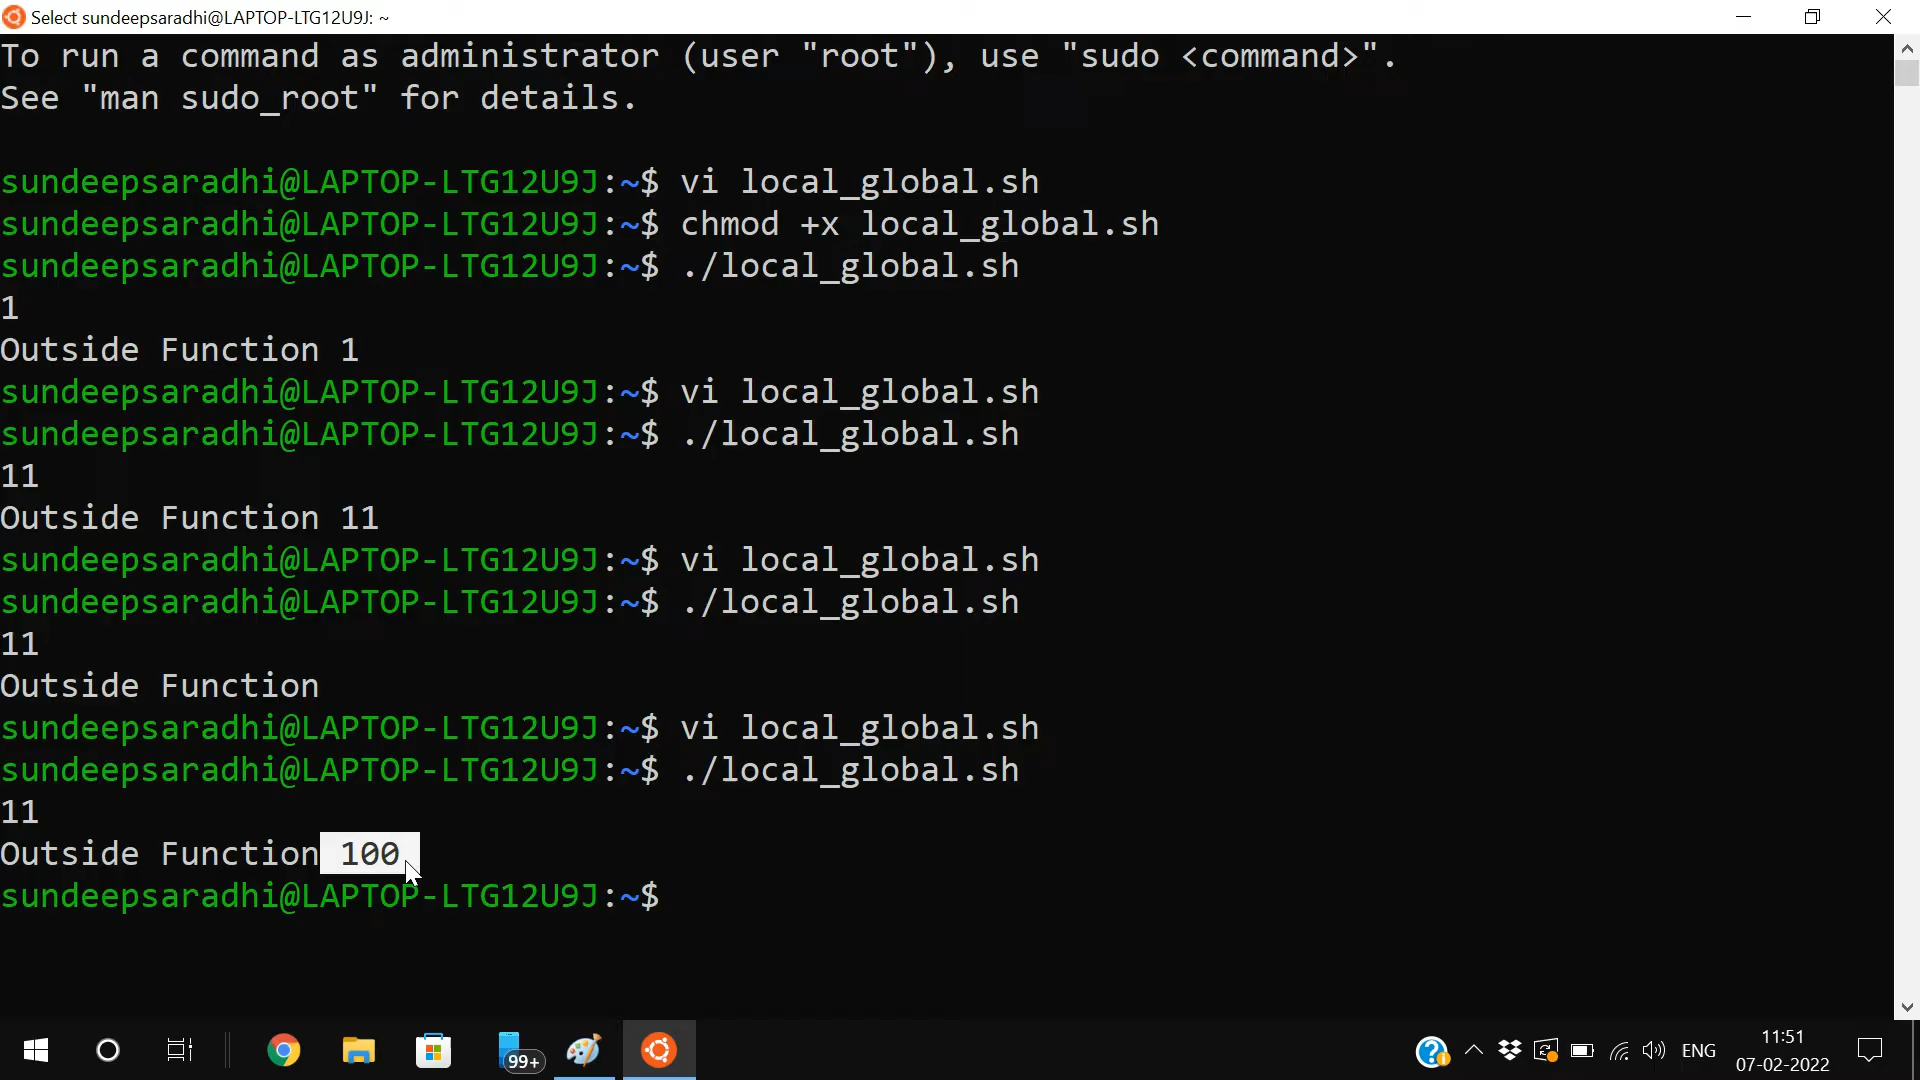 Select sundeepsaradhi@LAPTOP-LTG12U9J: ~
To run a command as administrator (user "root"), use "sudo <command>".
See "man sudo_root" for details.
sundeepsaradhi@LAPTOP-LTG12U9J:~$ vi local_global.sh
sundeepsaradhi@LAPTOP-LTG12U9J:~$ chmod +x local_global.sh
sundeepsaradhi@LAPTOP-LTG12U9J:~$ ./local_global.sh
1
Outside Function 1
sundeepsaradhi@LAPTOP-LTG12U9J:~$ vi local_global.sh
sundeepsaradhi@LAPTOP-LTG12U9J:~$ ./local_global.sh
11
Outside Function 11
sundeepsaradhi@LAPTOP-LTG12U9J:~$ vi local_global.sh
sundeepsaradhi@LAPTOP-LTG12U9J:~$ ./local_global.sh
11
Outside Function
sundeepsaradhi@LAPTOP-LTG12U9J:~$ vi local_global.sh
sundeepsaradhi@LAPTOP-LTG12U9J:~$ ./local_global.sh
11
Outside Function 100
sundeepsaradhi@LAPTOP-LTG12U9J:~$
99+
ENG
11:51
07-02-2022